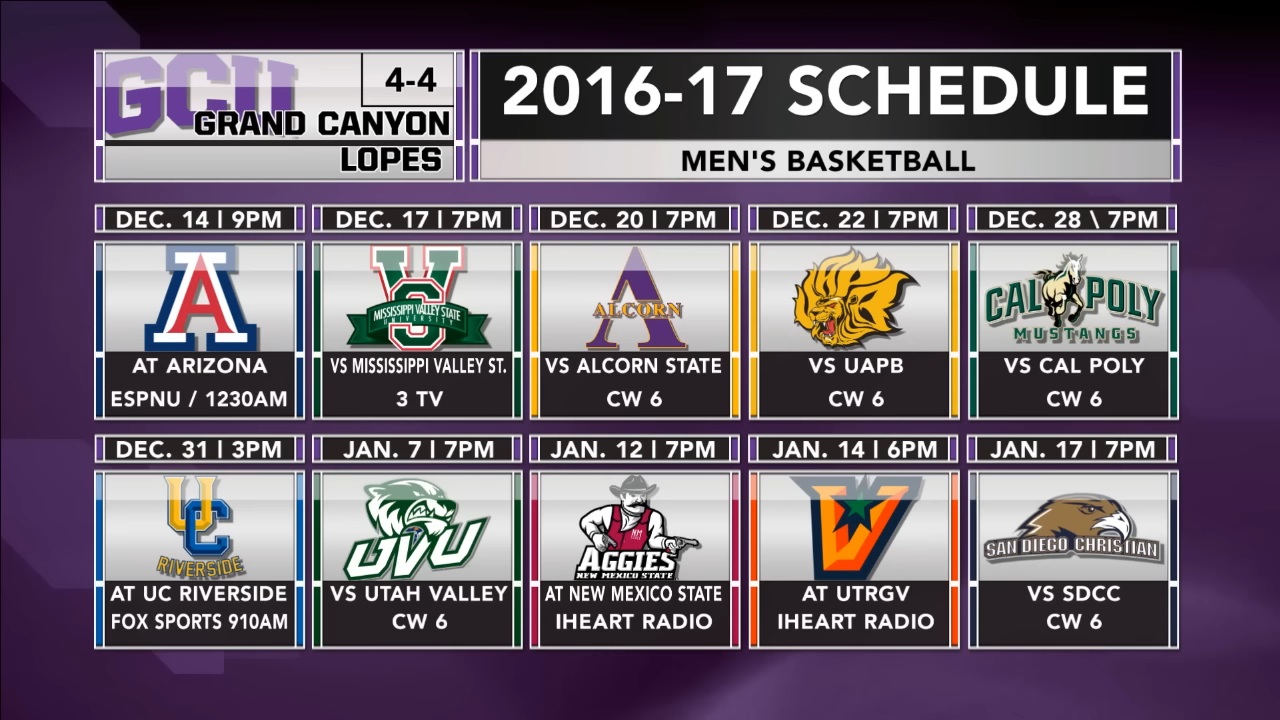 GCU
4-4
GRAND CANYON
LOPES
2016-17 SCHEDULE
MEN'S BASKETBALL
DEC. 14 | 9PM
A
AT ARIZONA
ESPNU / 1230AM
DEC. 17 | 7PM
VS
MISSISSIPPI VALLEY STATE
UNIVERSITY
VS MISSISSIPPI VALLEY ST.
3 TV
DEC. 20 | 7PM
A
ALCORN
VS ALCORN STATE
CW 6
DEC. 22 | 7PM
VS UAPB
CW 6
DEC. 28 \ 7PM
CAL POLY
MUSTANGS
VS CAL POLY
CW 6
DEC. 31 | 3PM
UC
RIVERSIDE
AT UC RIVERSIDE
FOX SPORTS 910AM
JAN. 7 | 7PM
UVU
VS UTAH VALLEY
CW 6
JAN. 12 | 7PM
NM
AGGIES
NEW MEXICO STATE
AT NEW MEXICO STATE
IHEART RADIO
JAN. 14 | 6PM
V
AT UTRGV
IHEART RADIO
JAN. 17 | 7PM
SAN DIEGO CHRISTIAN
VS SDCC
CW 6